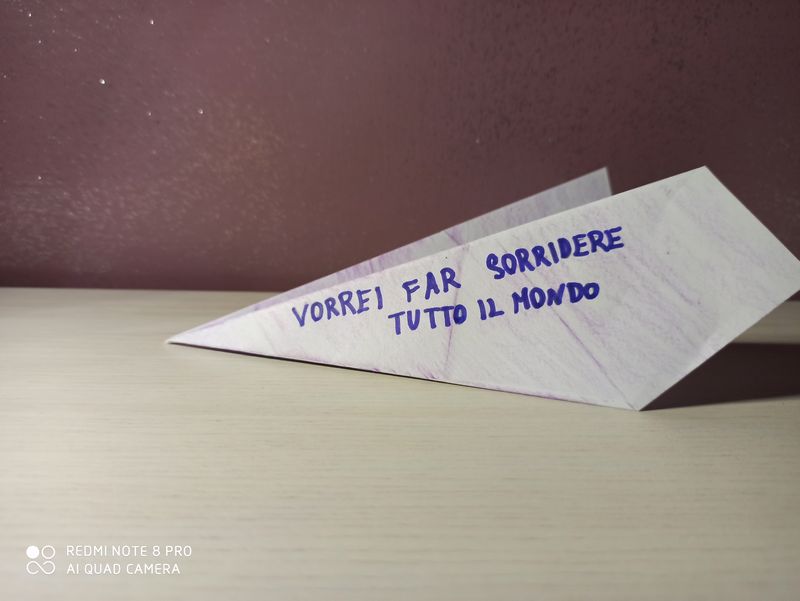 VORREI FAR SORRIDERE
TUTTO IL MONDO
REDMI NOTE 8 PRO
AI QUAD CAMERA